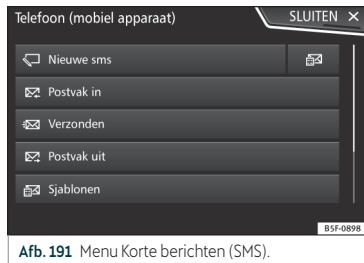 Telefoon (mobiel apparaat) SLUITEN ✕
Nieuwe sms
Postvak in
Verzonden
Postvak uit
Sjablonen
B5F-0898
Afb. 191 Menu Korte berichten (SMS).